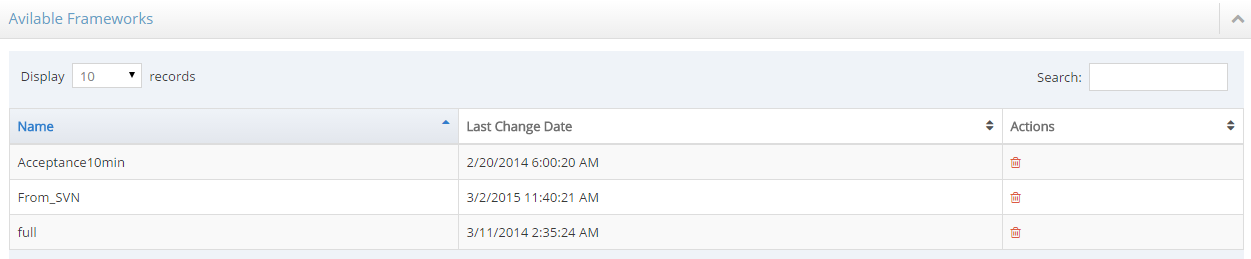 Avilable Frameworks
Display 10 records Search:
Name Last Change Date Actions
Acceptance10min 2/20/2014 6:00:20 AM
From_SVN 3/2/2015 11:40:21 AM
full 3/11/2014 2:35:24 AM